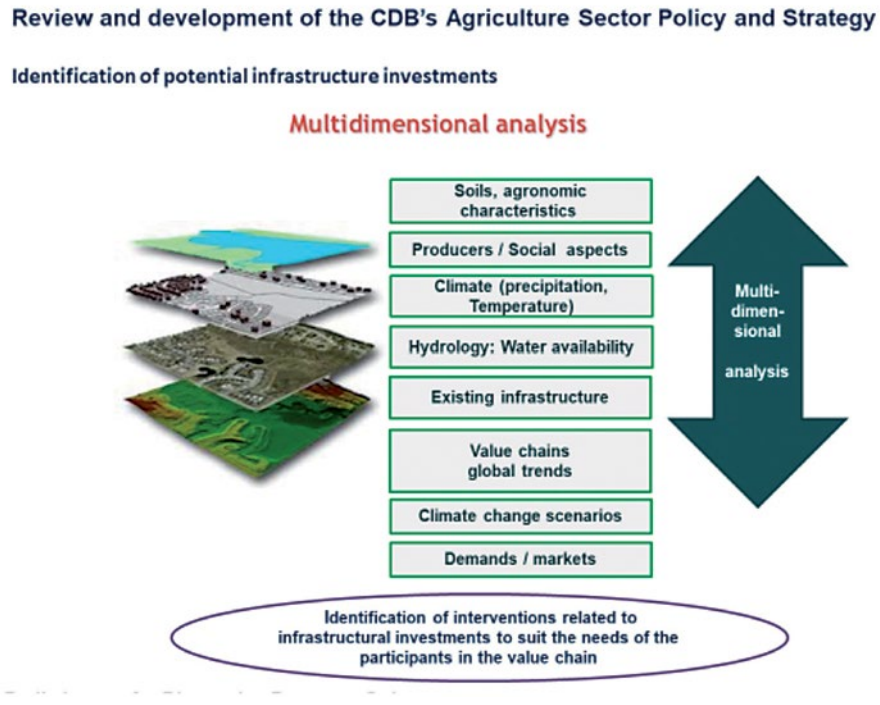 Review and development of the CDB's Agriculture Sector Policy and Strategy
Identification of potential infrastructure investments
Multidimensional analysis
Soils, agronomic
characteristics
Producers / Social aspects
Climate (precipitation,
Temperature)
Hydrology: Water availability
Existing infrastructure
Value chains
global trends
Climate change scenarios
Demands / markets
Multi-
dimen-
sional
analysis
Identification of interventions related to
infrastructural investments to suit the needs of the
participants in the value chain